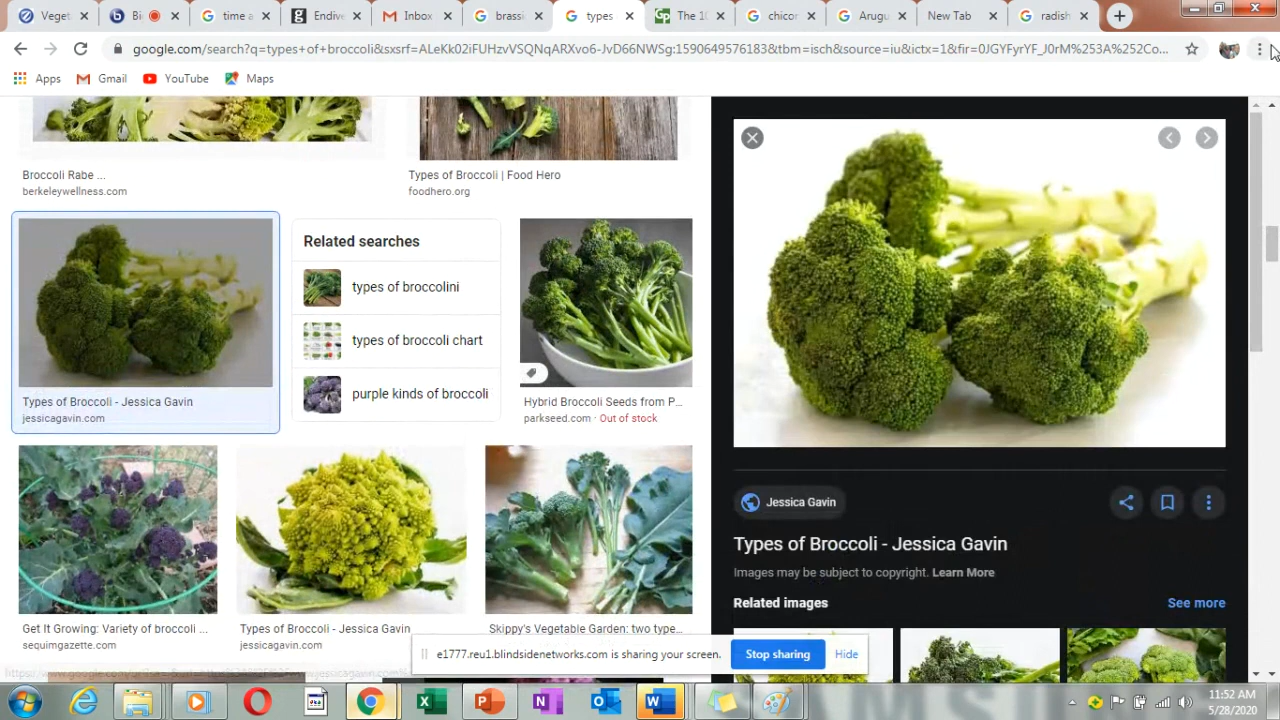 Veget
Bi
time a
Endive
Inbox
brassi
types
The 10
chicor
Arugu
New Tab
radish
google.com/search?q=types+of+broccoli&sxsrf=ALeKk02iFUHzvVSQNqARXvo6-JvD66NWSg:1590649576183&tbm=isch&source=iu&ictx=1&fir=0JGYFyrYF_J0rM%253A%252Co...
Apps Gmail YouTube Maps
Broccoli Rabe ...
berkeleywellness.com
Types of Broccoli | Food Hero
foodhero.org
Types of Broccoli - Jessica Gavin
jessicagavin.com
Related searches
types of broccolini
types of broccoli chart
purple kinds of broccoli
Hybrid Broccoli Seeds from P...
parkseed.com · Out of stock
Get It Growing: Variety of broccoli ...
sequimgazette.com
Types of Broccoli - Jessica Gavin
jessicagavin.com
Skippy's Vegetable Garden: two type...
Jessica Gavin
Types of Broccoli - Jessica Gavin
Images may be subject to copyright. Learn More
Related images See more
e1777.reu1.blindsidenetworks.com is sharing your screen. Stop sharing Hide
11:52 AM
5/28/2020